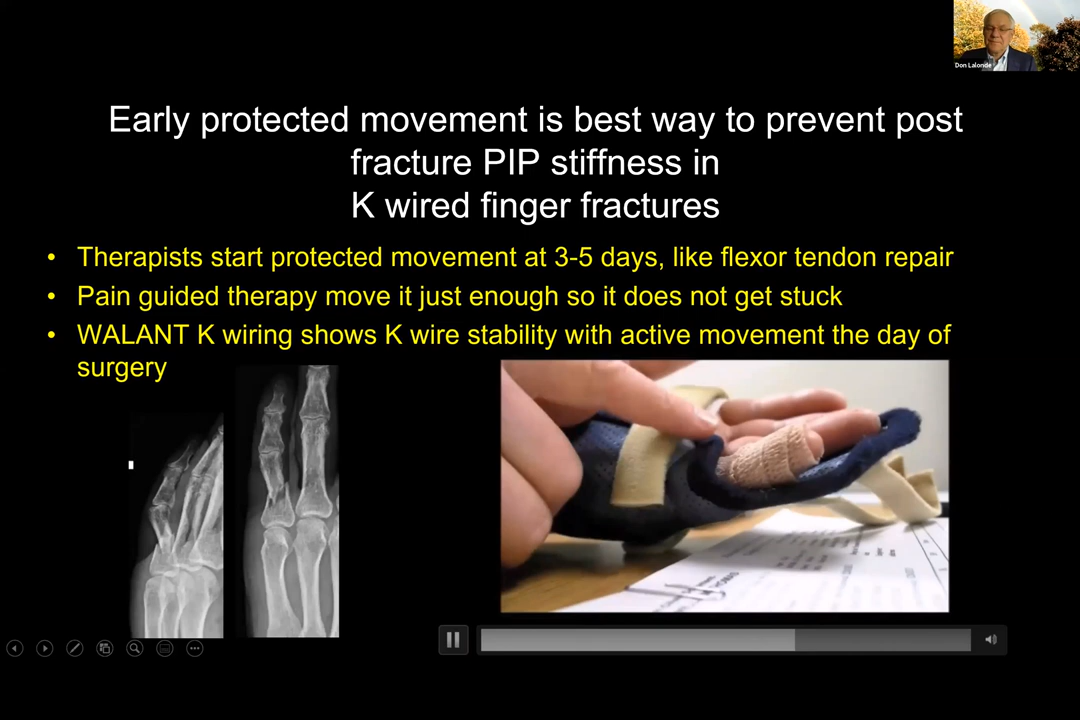 Don Lalonde
Early protected movement is best way to prevent post
fracture PIP stiffness in
K wired finger fractures
• Therapists start protected movement at 3-5 days, like flexor tendon repair
• Pain guided therapy move it just enough so it does not get stuck
• WALANT K wiring shows K wire stability with active movement the day of
surgery